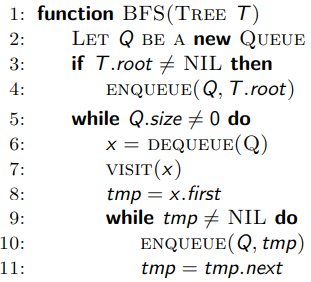 1: function BFS(TREE T)
2: LET Q BE A new QUEUE
3: if T.root ≠ NIL then
4: ENQUEUE(Q, T.root)
5: while Q.size ≠ 0 do
6: x = DEQUEUE(Q)
7: VISIT(x)
8: tmp = x.first
9: while tmp ≠ NIL do
10: ENQUEUE(Q, tmp)
11: tmp = tmp.next